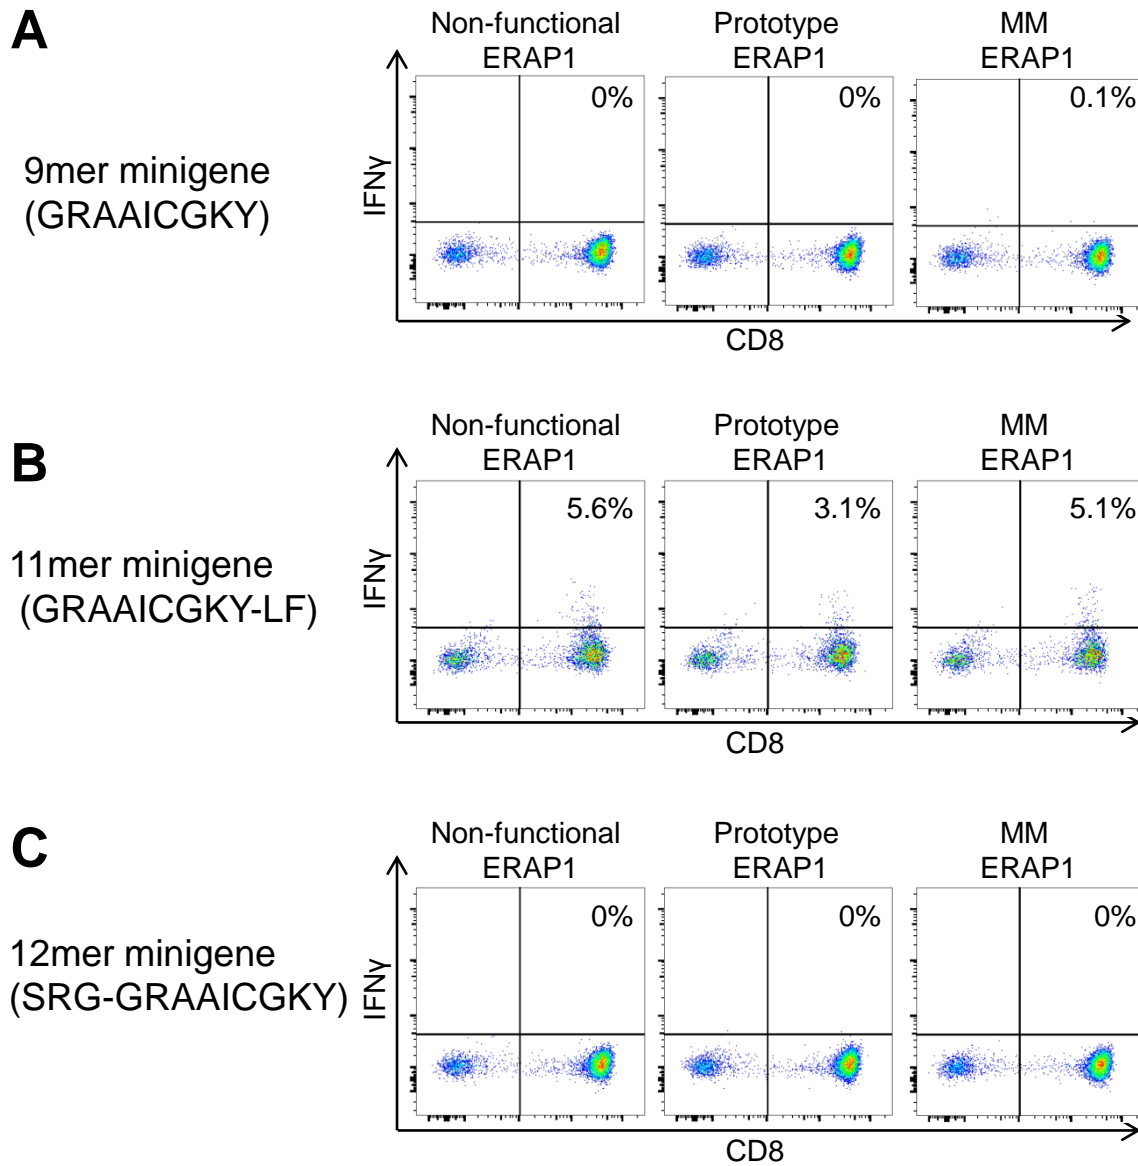 A
Non-functional
ERAP1
Prototype
ERAP1
MM
ERAP1
9mer minigene
(GRAAICGKY)
IFNγ
0%
0%
0.1%
CD8
B
Non-functional
ERAP1
Prototype
ERAP1
MM
ERAP1
11mer minigene
(GRAAICGKY-LF)
IFNγ
5.6%
3.1%
5.1%
CD8
C
Non-functional
ERAP1
Prototype
ERAP1
MM
ERAP1
12mer minigene
(SRG-GRAAICGKY)
IFNγ
0%
0%
0%
CD8